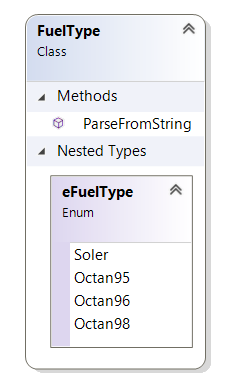 FuelType
Class
Methods
ParseFromString
Nested Types
eFuelType
Enum
Soler
Octan95
Octan96
Octan98